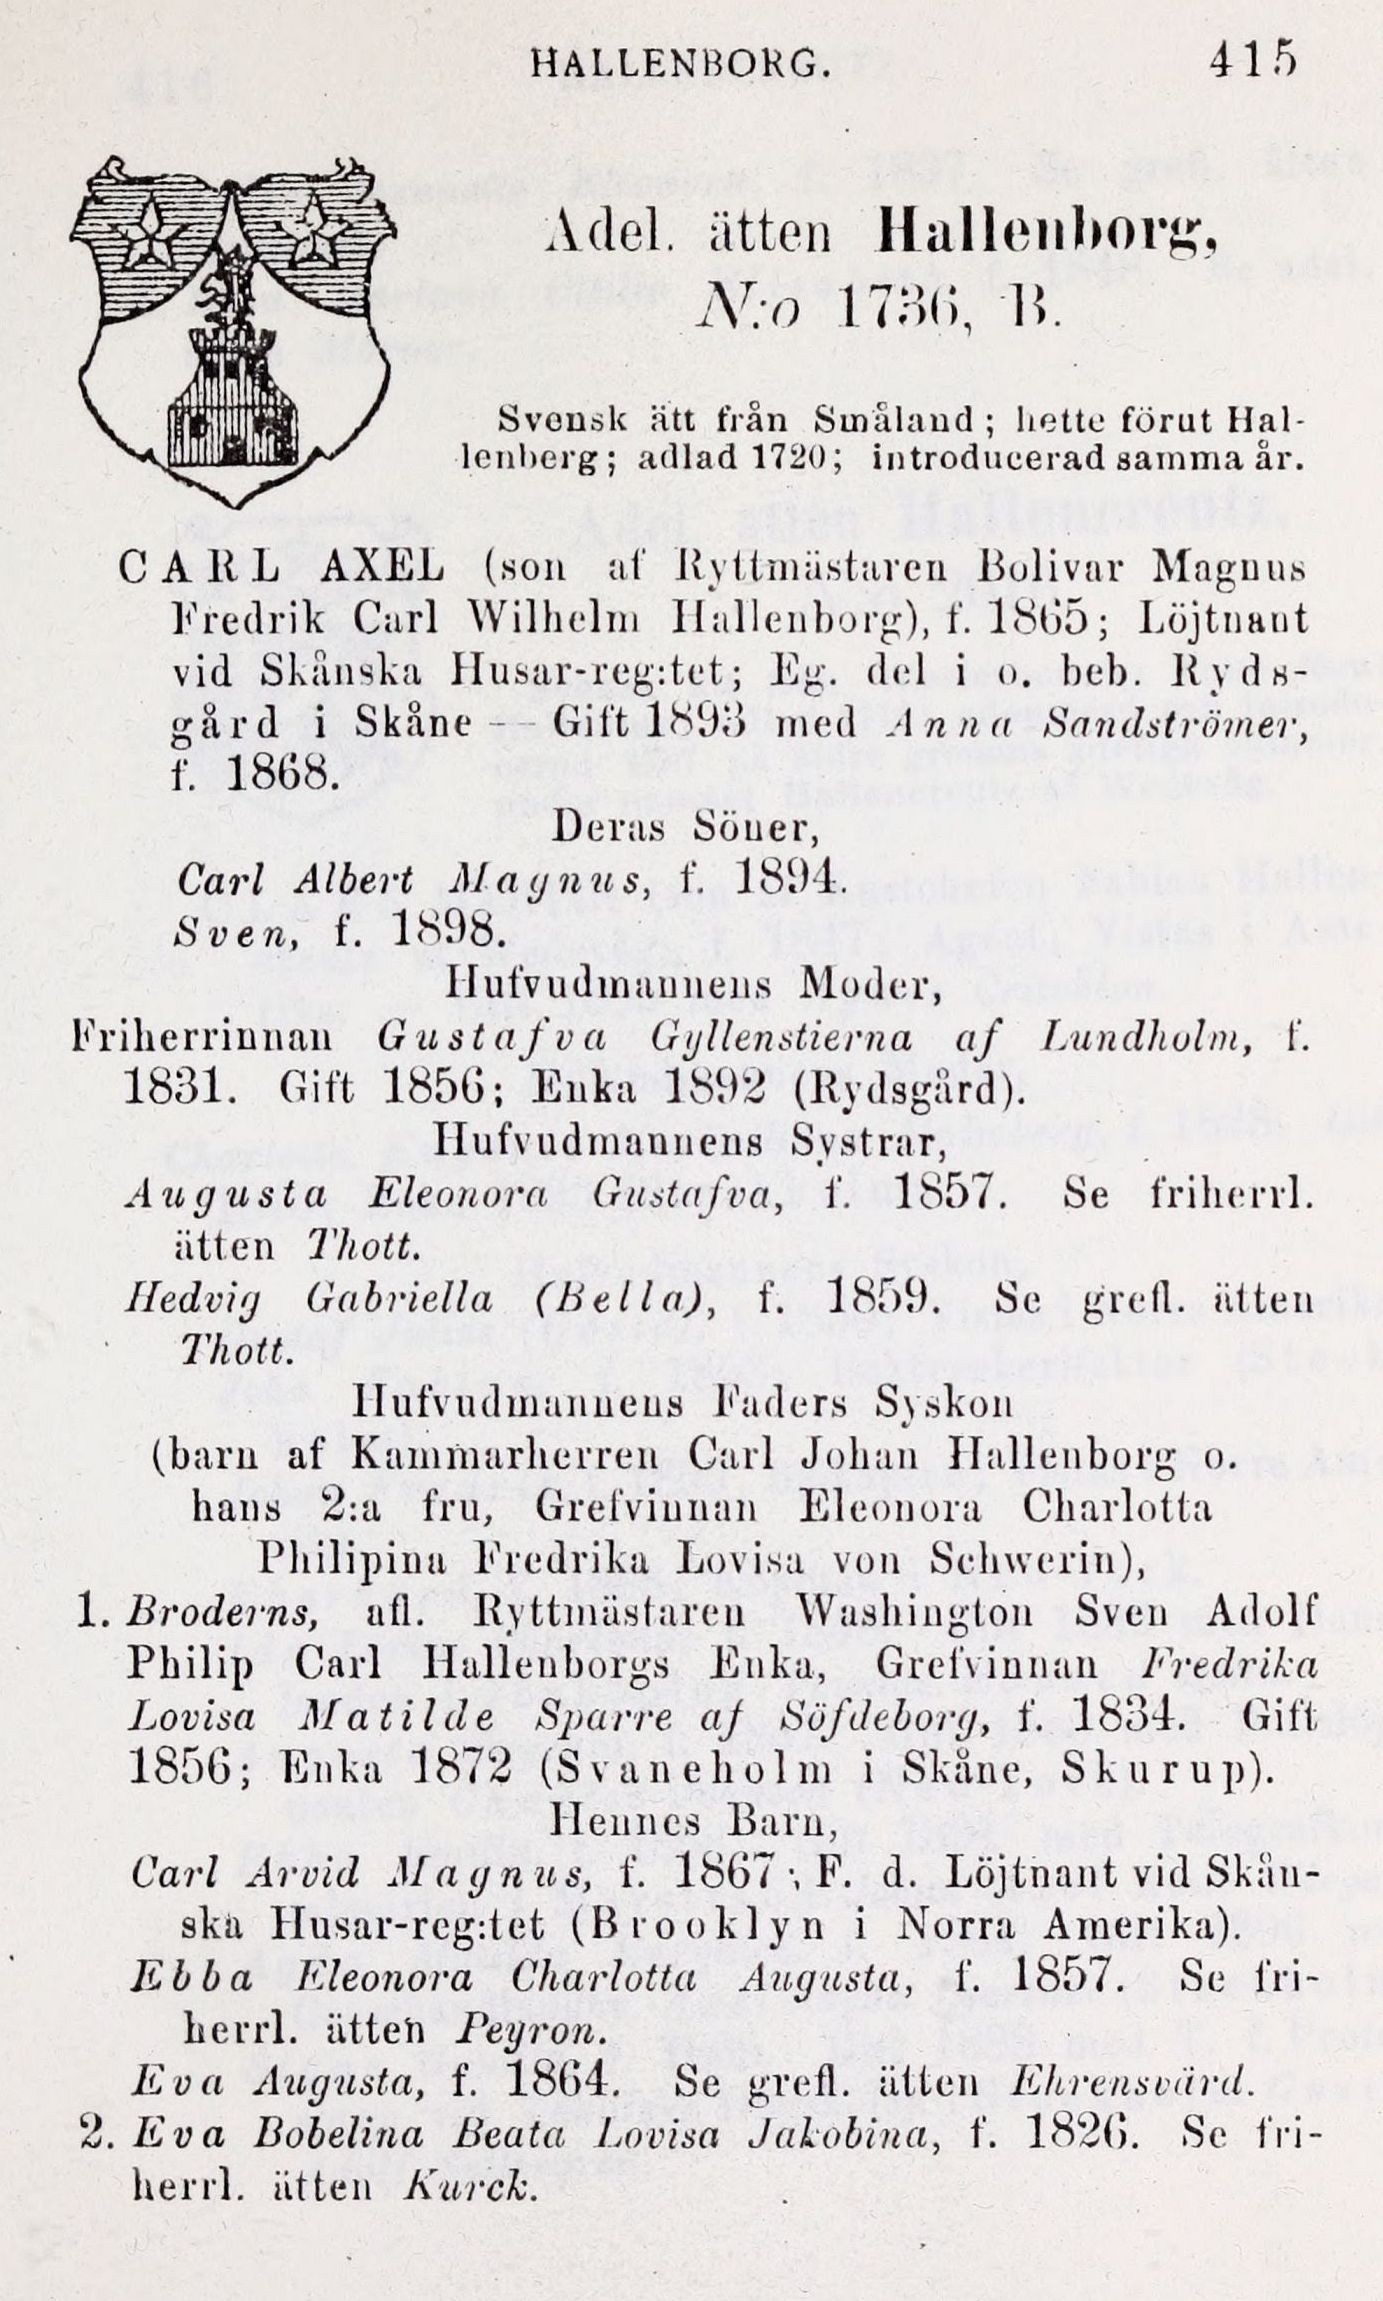 HALLENBORG. 415
Adel. ätten Hallenborg,
N:o 1736, B.
Svensk ätt från Småland; hette förut Hal-
lenberg; adlad 1720; introducerad samma år.
CARL AXEL (son af Ryttmästaren Bolivar Magnus
Fredrik Carl Wilhelm Hallenborg), f. 1865; Löjtnant
vid Skånska Husar-reg:tet; Eg. del i o. beb. Ryds-
gård i Skåne — Gift 1893 med Anna Sandströmer,
f. 1868.
Deras Söner,
Carl Albert Magnus, f. 1894.
Sven, f. 1898.
Hufvudmannens Moder,
Friherrinnan Gustafva Gyllenstierna af Lundholm, f.
1831. Gift 1856; Enka 1892 (Rydsgård).
Hufvudmannens Systrar,
Augusta Eleonora Gustafva, f. 1857. Se friherrl.
ätten Thott.
Hedvig Gabriella (Bella), f. 1859. Se grefl. ätten
Thott.
Hufvudmannens Faders Syskon
(barn af Kammarherren Carl Johan Hallenborg o.
hans 2:a fru, Grefvinnan Eleonora Charlotta
Philipina Fredrika Lovisa von Schwerin),
1. Broderns, afl. Ryttmästaren Washington Sven Adolf
Philip Carl Hallenborgs Enka, Grefvinnan Fredrika
Lovisa Matilde Sparre af Söfdeborg, f. 1834. Gift
1856; Enka 1872 (Svaneholm i Skåne, Skurup).
Hennes Barn,
Carl Arvid Magnus, f. 1867; F. d. Löjtnant vid Skån-
ska Husar-reg:tet (Brooklyn i Norra Amerika).
Ebba Eleonora Charlotta Augusta, f. 1857. Se fri-
herrl. ätten Peyron.
Eva Augusta, f. 1864. Se grefl. ätten Ehrensvärd.
2. Eva Bobelina Beata Lovisa Jakobina, f. 1826. Se fri-
herrl. ätten Kurck.